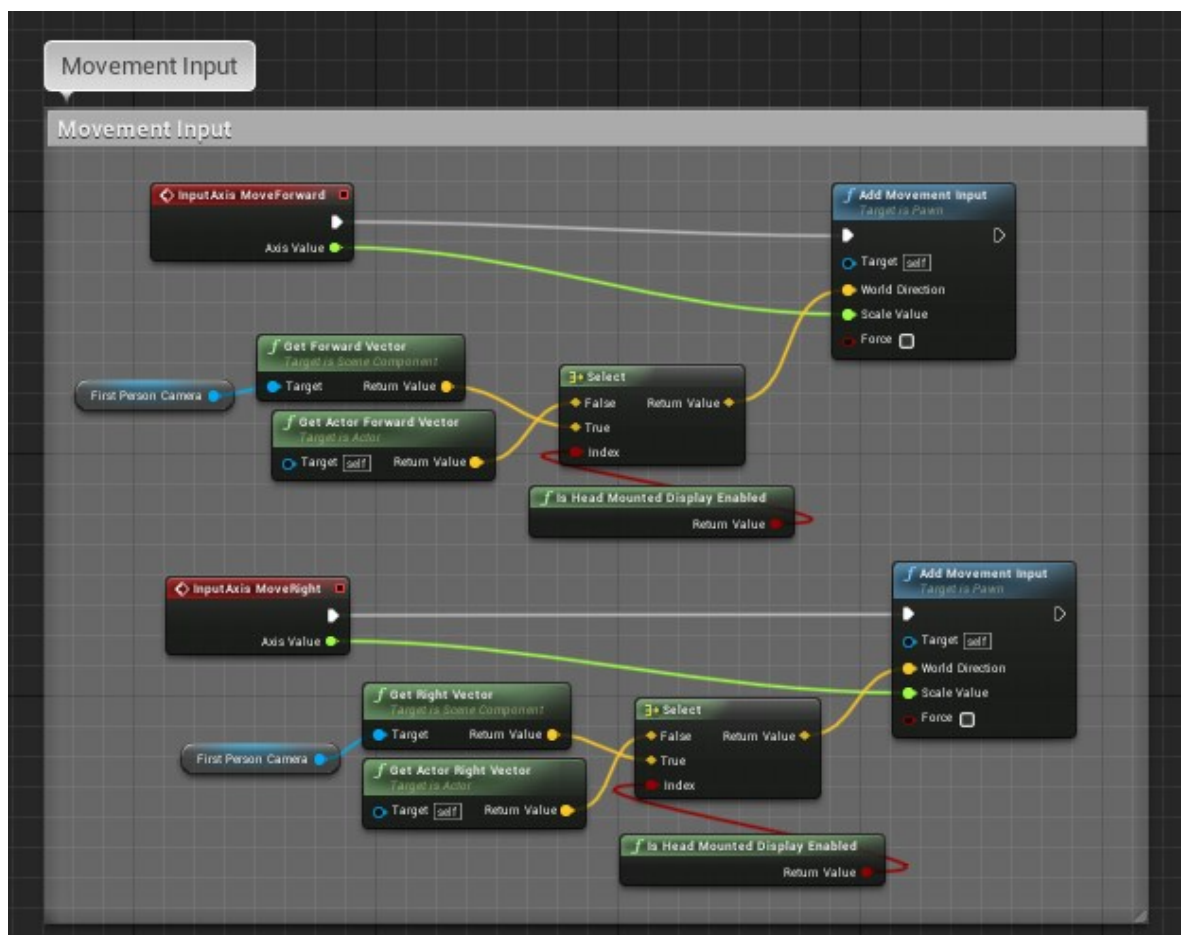 Movement Input
Movement Input
InputAxis MoveForward
Axis Value
Add Movement Input
Target is Pawn
Target self
World Direction
Scale Value
Force
Get Forward Vector
Target is Scene Component
First Person Camera
Target Return Value
Get Actor Forward Vector
Target is Actor
Target self Return Value
Select
False Return Value
True
Index
Is Head Mounted Display Enabled
Return Value
InputAxis MoveRight
Axis Value
Add Movement Input
Target is Pawn
Target self
World Direction
Scale Value
Force
Get Right Vector
Target is Scene Component
Target Return Value
First Person Camera
Get Actor Right Vector
Target is Actor
Target self Return Value
Select
False Return Value
True
Index
Is Head Mounted Display Enabled
Return Value